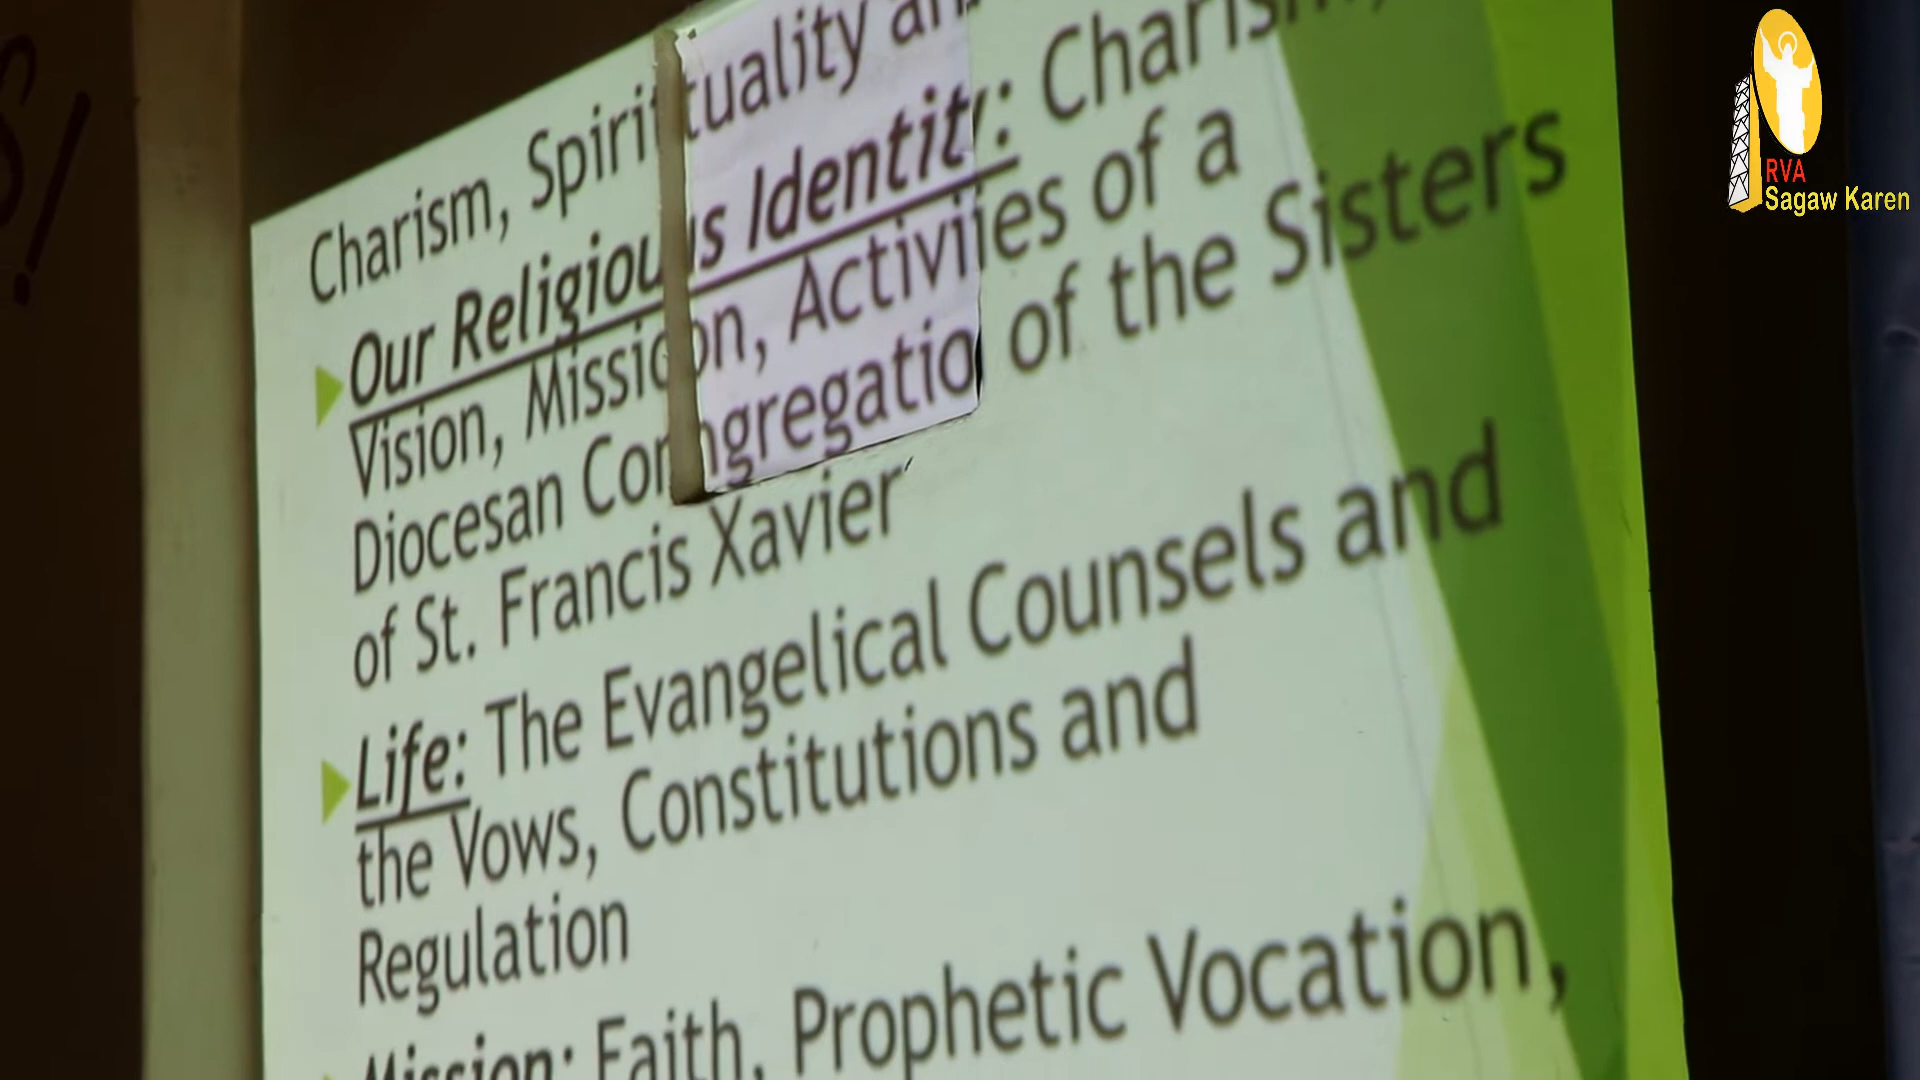 Charism, Spirituality an
Our Religious Identity: Charism,
Vision, Mission, Activities of a
Diocesan Congregation of the Sisters
of St. Francis Xavier
Life: The Evangelical Counsels and
the Vows, Constitutions and
Regulation
Mission: Faith, Prophetic Vocation,
RVA
Sagaw Karen